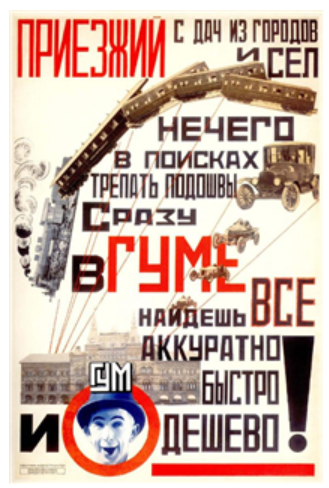 ПРИЕЗЖИЙ С ДАЧ ИЗ ГОРОДОВ
И СЕЛ
НЕЧЕГО
В ПОИСКАХ
ТРЕПАТЬ ПОДОШВЫ
СРАЗУ
В ГУМЕ
НАЙДЕШЬ ВСЕ
АККУРАТНО
ГУМ
БЫСТРО
И ДЕШЕВО!